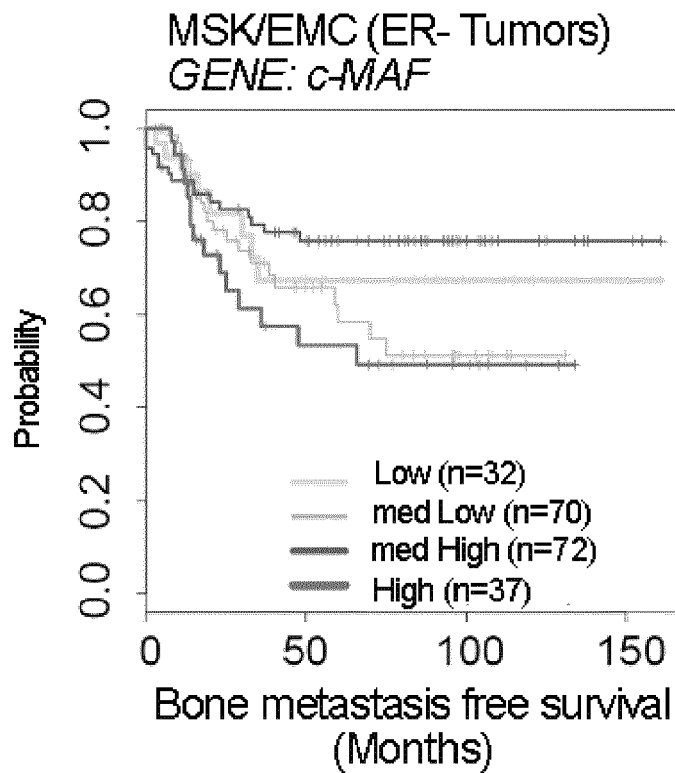 MSK/EMC (ER- Tumors)
GENE: c-MAF
Probability
1.0
0.8
0.6
0.4
0.2
0.0
Low (n=32)
med Low (n=70)
med High (n=72)
High (n=37)
0 50 100 150
Bone metastasis free survival
(Months)